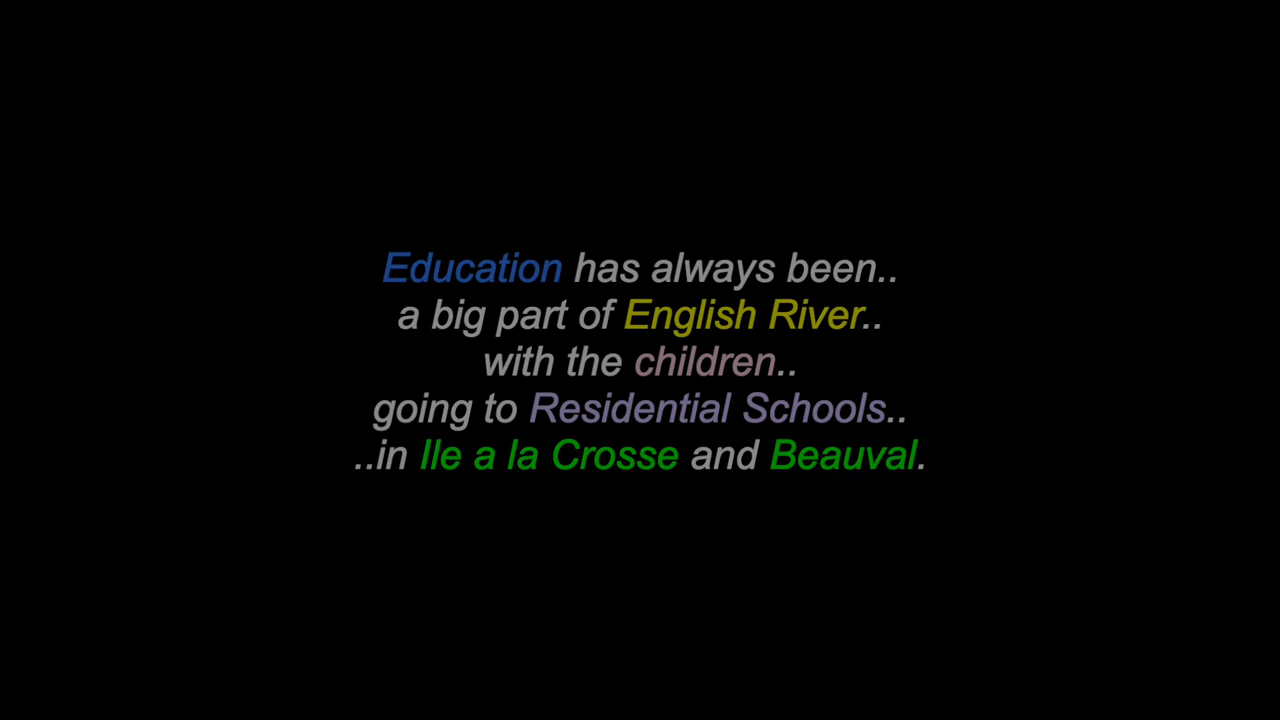 Education has always been..
a big part of English River..
with the children..
going to Residential Schools..
..in Ile a la Crosse and Beauval.